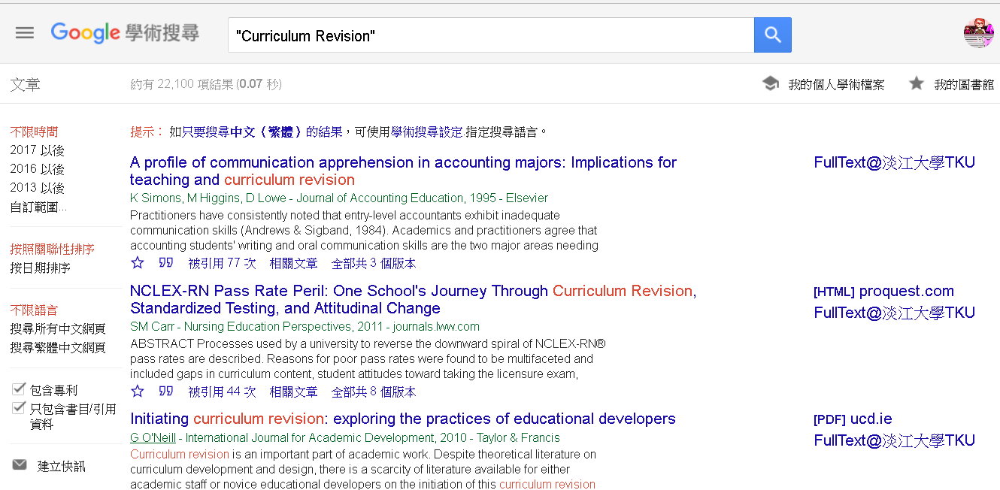 Google 學術搜尋
"Curriculum Revision"
文章
約有 22,100 項結果 (0.07 秒)
我的個人學術檔案
我的圖書館
不限時間
2017 以後
2016 以後
2013 以後
自訂範圍...
按照關聯性排序
按日期排序
不限語言
搜尋所有中文網頁
搜尋繁體中文網頁
包含專利
只包含書目/引用
資料
建立快訊
提示： 如只要搜尋中文（繁體）的結果，可使用學術搜尋設定.指定搜尋語言。
A profile of communication apprehension in accounting majors: Implications for
teaching and curriculum revision
K Simons, M Higgins, D Lowe - Journal of Accounting Education, 1995 - Elsevier
Practitioners have consistently noted that entry-level accountants exhibit inadequate
communication skills (Andrews & Sigband, 1984). Academics and practitioners agree that
accounting students' writing and oral communication skills are the two major areas needing
被引用 77 次 相關文章 全部共 3 個版本
FullText@淡江大學TKU
NCLEX-RN Pass Rate Peril: One School's Journey Through Curriculum Revision,
Standardized Testing, and Attitudinal Change
SM Carr - Nursing Education Perspectives, 2011 - journals.lww.com
ABSTRACT Processes used by a university to reverse the downward spiral of NCLEX-RN®
pass rates are described. Reasons for poor pass rates were found to be multifaceted and
included gaps in curriculum content, student attitudes toward taking the licensure exam,
被引用 44 次 相關文章 全部共 8 個版本
[HTML] proquest.com
FullText@淡江大學TKU
Initiating curriculum revision: exploring the practices of educational developers
G O'Neill - International Journal for Academic Development, 2010 - Taylor & Francis
Curriculum revision is an important part of academic work. Despite theoretical literature on
curriculum development and design, there is a scarcity of literature available for either
academic staff or novice educational developers on the initiation of this curriculum revision
[PDF] ucd.ie
FullText@淡江大學TKU